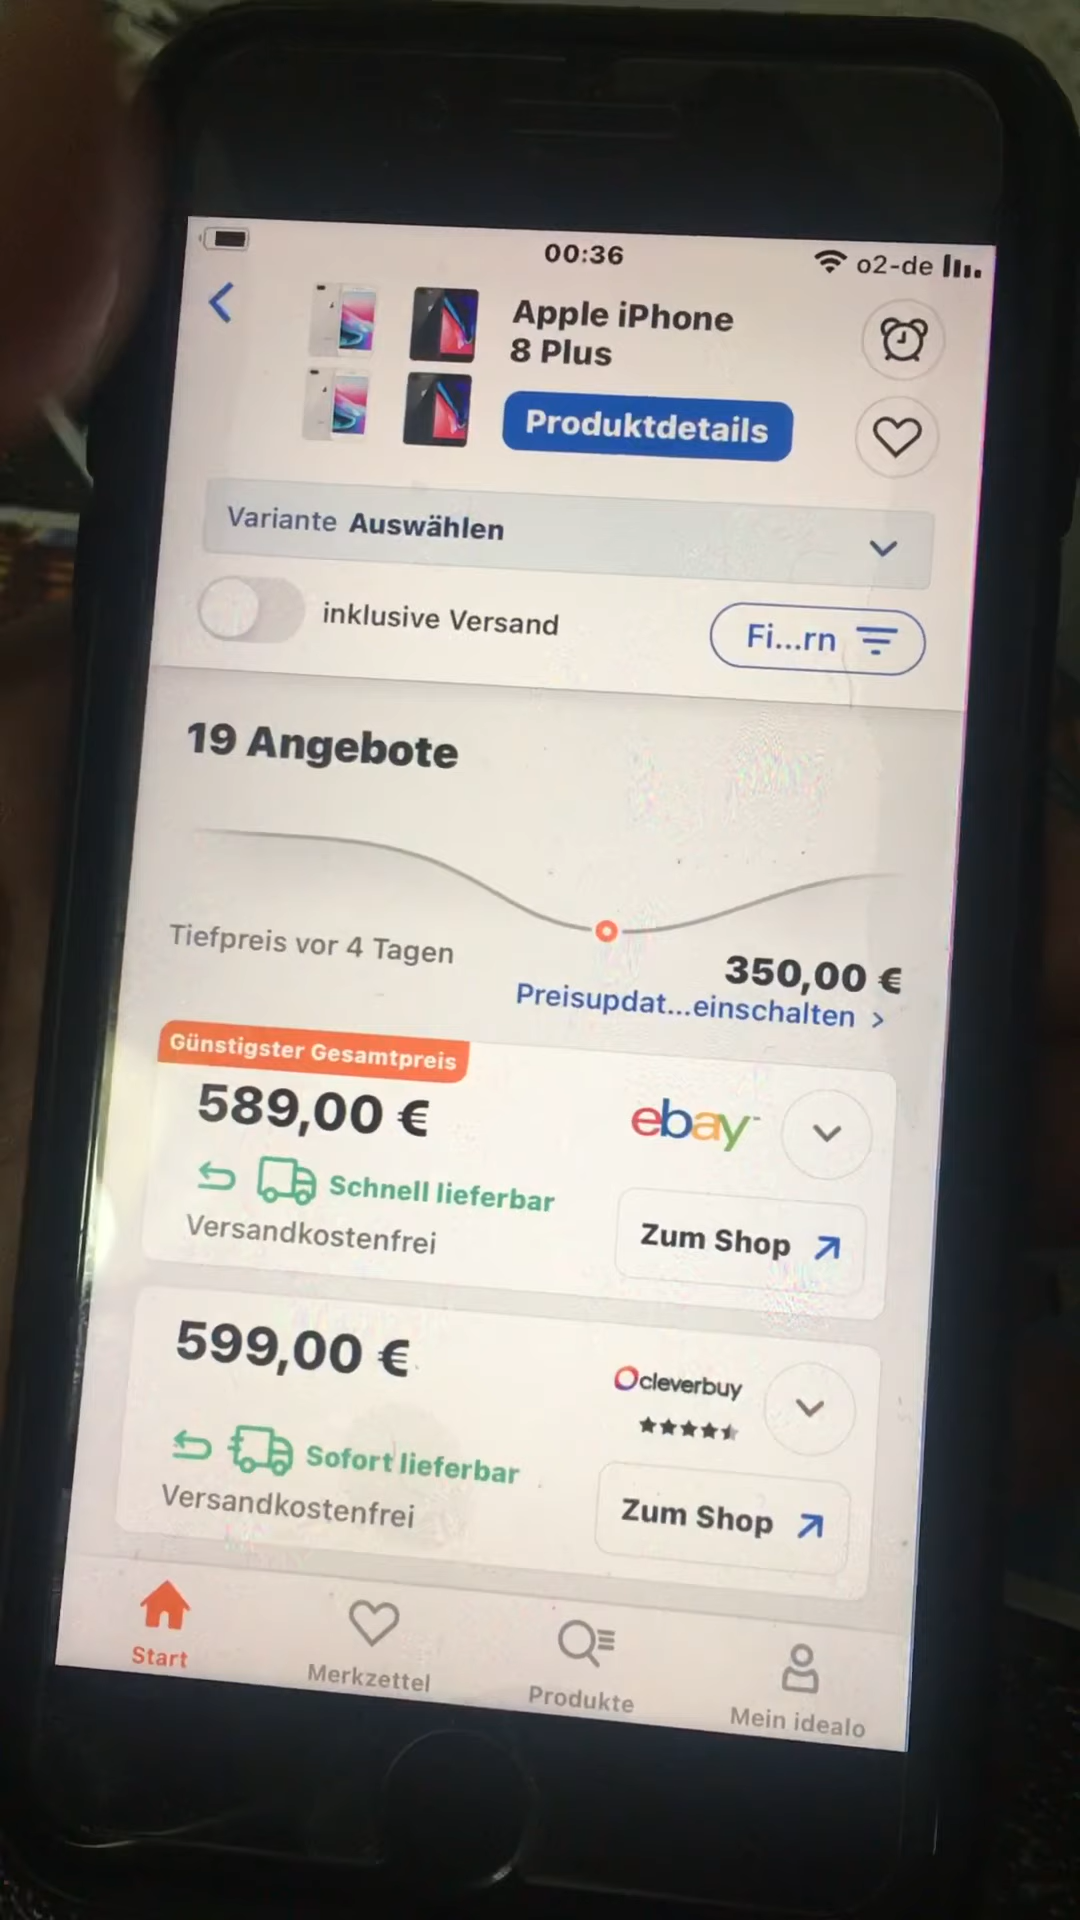 00:36
o2-de
Apple iPhone
8 Plus
Produktdetails
Variante Auswählen
inklusive Versand
Fi...rn
19 Angebote
Tiefpreis vor 4 Tagen
350,00 €
Preisupdat...einschalten >
Günstigster Gesamtpreis
589,00 €
ebay™
Schnell lieferbar
Versandkostenfrei
Zum Shop
599,00 €
cleverbuy
Sofort lieferbar
Versandkostenfrei
Zum Shop
Start
Merkzettel
Produkte
Mein idealo